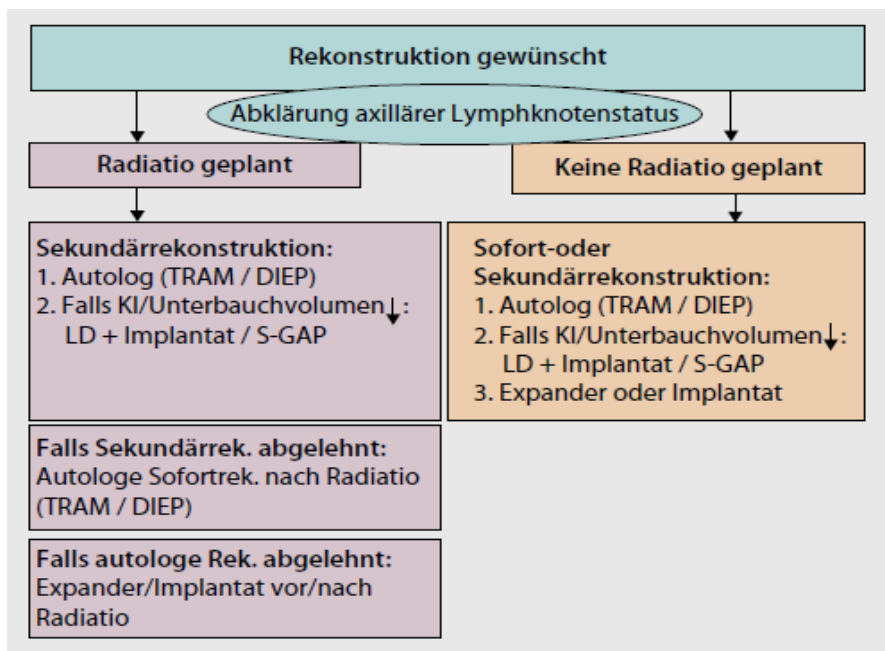 Rekonstruktion gewünscht
Abklärung axillärer Lymphknotenstatus
Radiatio geplant
Keine Radiatio geplant
Sekundärrekonstruktion:
1. Autolog (TRAM / DIEP)
2. Falls KI/Unterbauchvolumen↓:
LD + Implantat / S-GAP
Falls Sekundärrek. abgelehnt:
Autologe Sofortrek. nach Radiatio
(TRAM / DIEP)
Falls autologe Rek. abgelehnt:
Expander/Implantat vor/nach
Radiatio
Sofort-oder
Sekundärrekonstruktion:
1. Autolog (TRAM / DIEP)
2. Falls KI/Unterbauchvolumen↓:
LD + Implantat / S-GAP
3. Expander oder Implantat